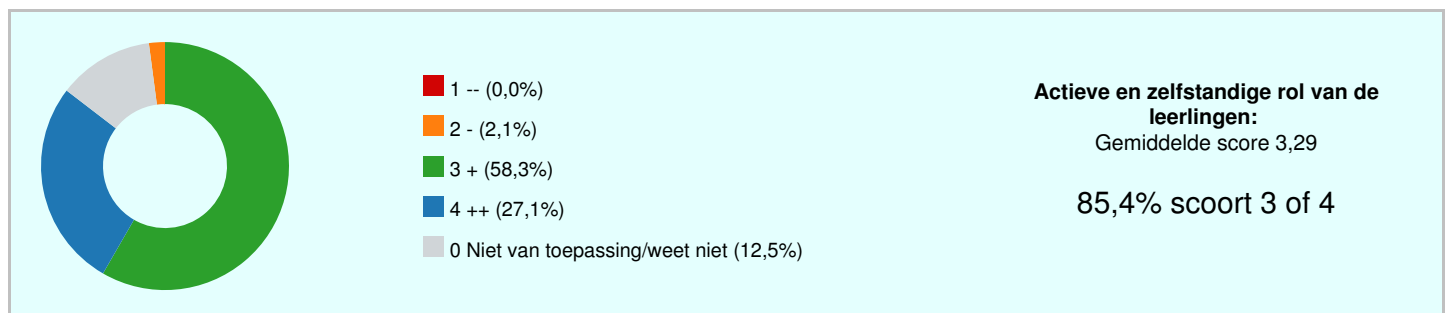 1 -- (0,0%)
2 - (2,1%)
3 + (58,3%)
4 ++ (27,1%)
0 Niet van toepassing/weet niet (12,5%)
Actieve en zelfstandige rol van de
leerlingen:
Gemiddelde score 3,29
85,4% scoort 3 of 4